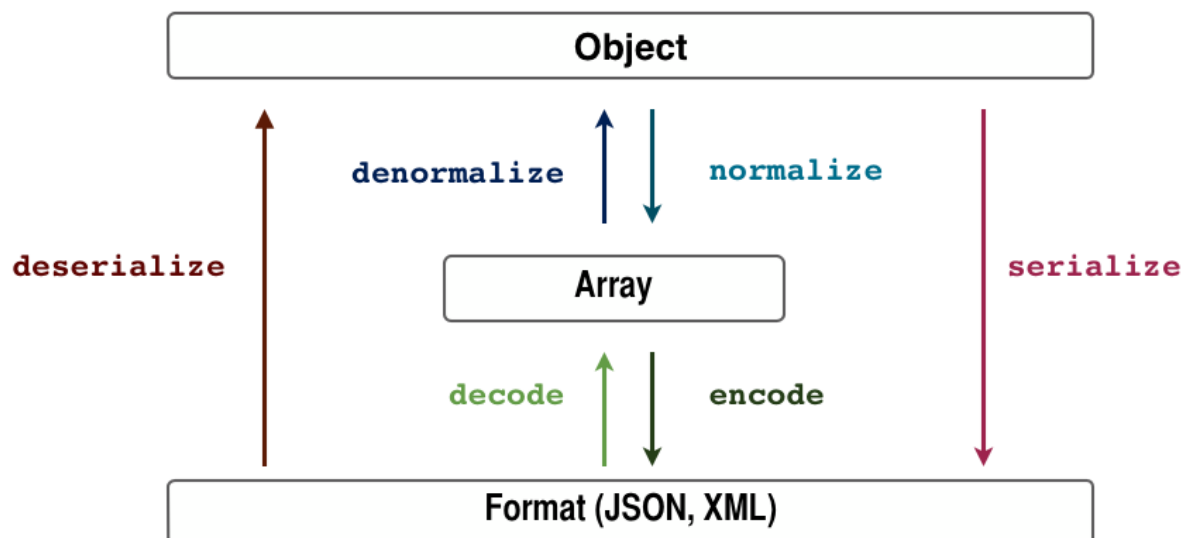 Object
denormalize
normalize
deserialize
serialize
Array
decode
encode
Format (JSON, XML)